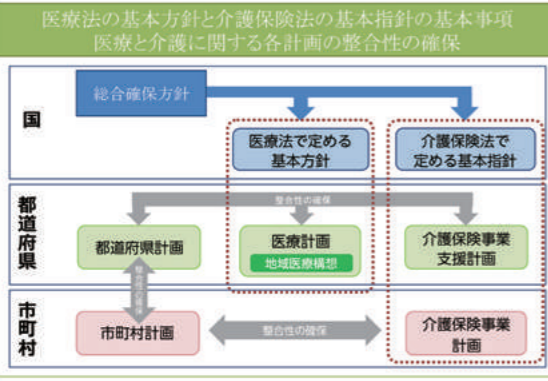 医療法の基本方針と介護保険法の基本指針の基本事項
医療と介護に関する各計画の整合性の確保
国
総合確保方針
医療法で定める
基本方針
介護保険法で
定める基本指針
都道府県
整合性の確保
都道府県計画
医療計画
地域医療構想
介護保険事業
支援計画
整合性の確保
市町村
市町村計画
整合性の確保
介護保険事業
計画